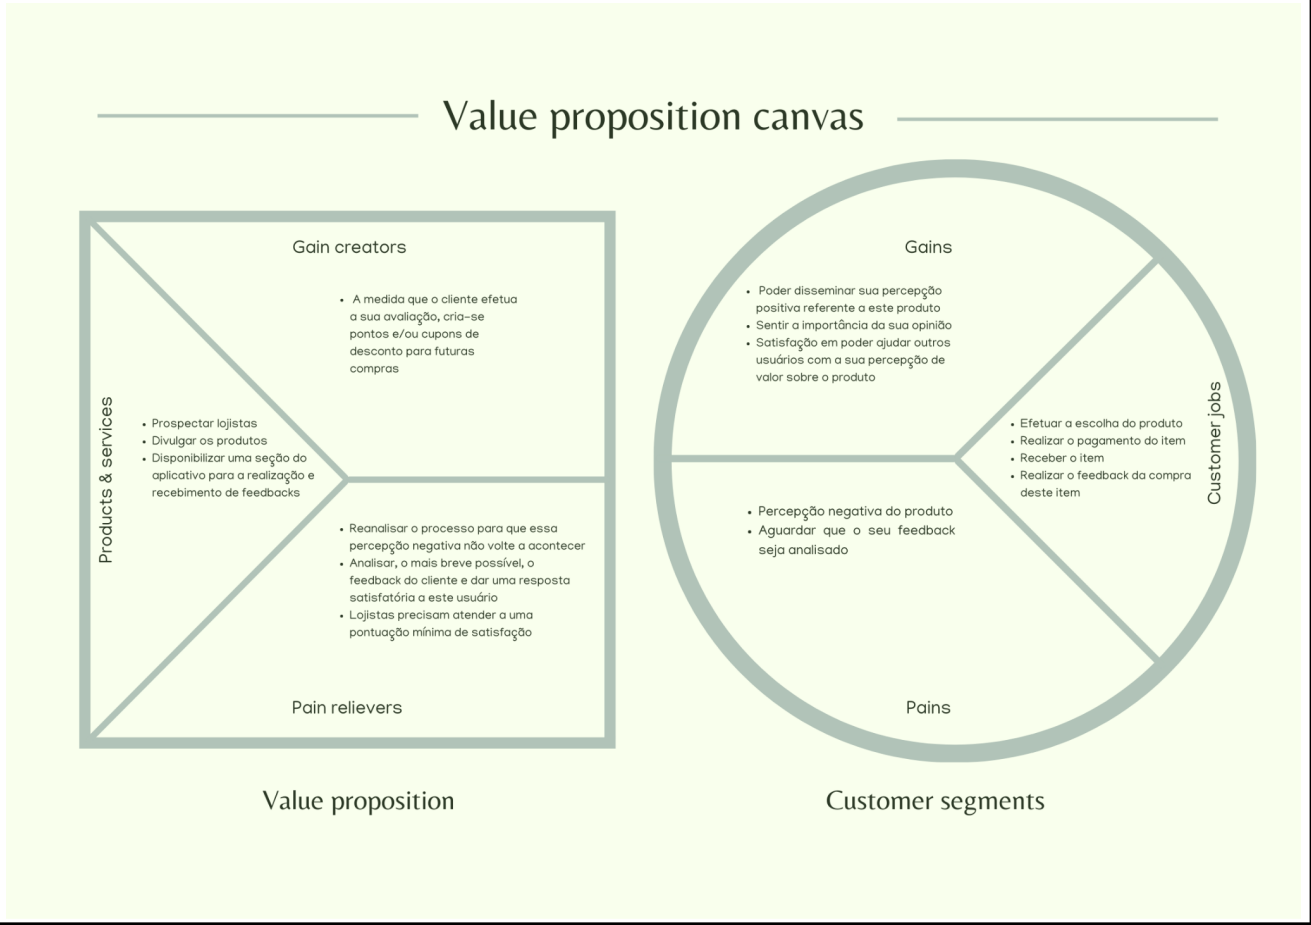 Value proposition canvas
Gain creators
• A medida que o cliente efetua
a sua avaliação, cria-se
pontos e/ou cupons de
desconto para futuras
compras
Products & services
• Prospectar lojistas
• Divulgar os produtos
• Disponibilizar uma seção do
aplicativo para a realização e
recebimento de feedbacks
• Reanalisar o processo para que essa
percepção negativa não volte a acontecer
• Analisar, o mais breve possível, o
feedback do cliente e dar uma resposta
satisfatória a este usuário
• Lojistas precisam atender a uma
pontuação mínima de satisfação
Pain relievers
Value proposition
Gains
• Poder disseminar sua percepção
positiva referente a este produto
• Sentir a importância da sua opinião
• Satisfação em poder ajudar outros
usuários com a sua percepção de
valor sobre o produto
• Efetuar a escolha do produto
• Realizar o pagamento do item
• Receber o item
• Realizar o feedback da compra
deste item
Customer jobs
• Percepção negativa do produto
• Aguardar que o seu feedback
seja analisado
Pains
Customer segments